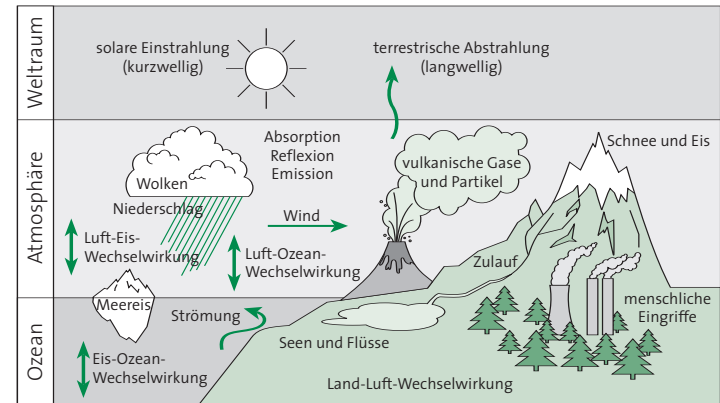 Weltraum
solare Einstrahlung
(kurzwellig)
terrestrische Abstrahlung
(langwellig)
Atmosphäre
Absorption
Reflexion
Emission
Wolken
Niederschlag
Wind
vulkanische Gase
und Partikel
Schnee und Eis
Luft-Eis-
Wechselwirkung
Luft-Ozean-
Wechselwirkung
Zulauf
Ozean
Meereis
Strömung
Seen und Flüsse
menschliche
Eingriffe
Eis-Ozean-
Wechselwirkung
Land-Luft-Wechselwirkung